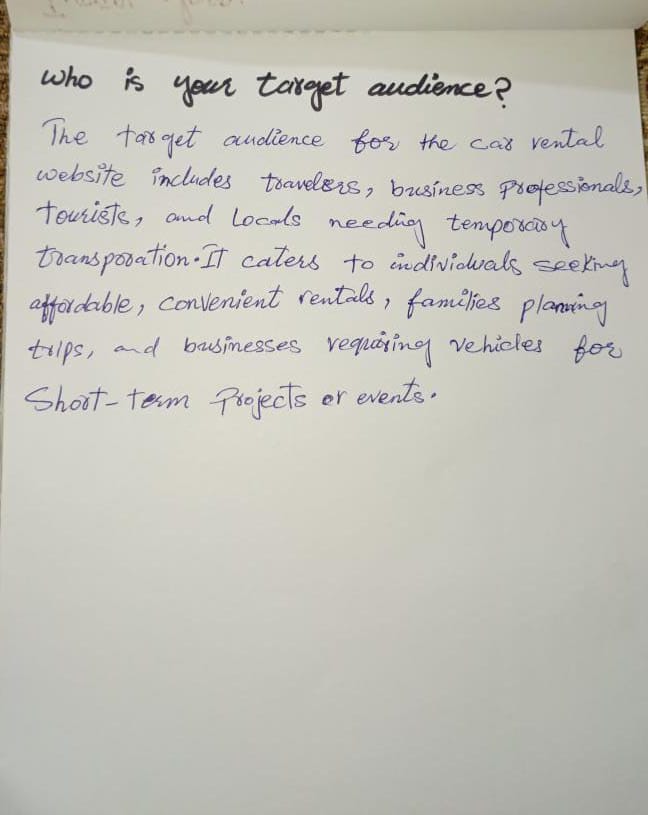 who is your target audience?
The target audience for the car rental
website includes travelers, business professionals,
tourists, and Locals needing temporary
transporation. It caters to individuals seeking
affordable, convenient rentals, families planning
trips, and businesses requiring vehicles for
Short-term Projects or events.